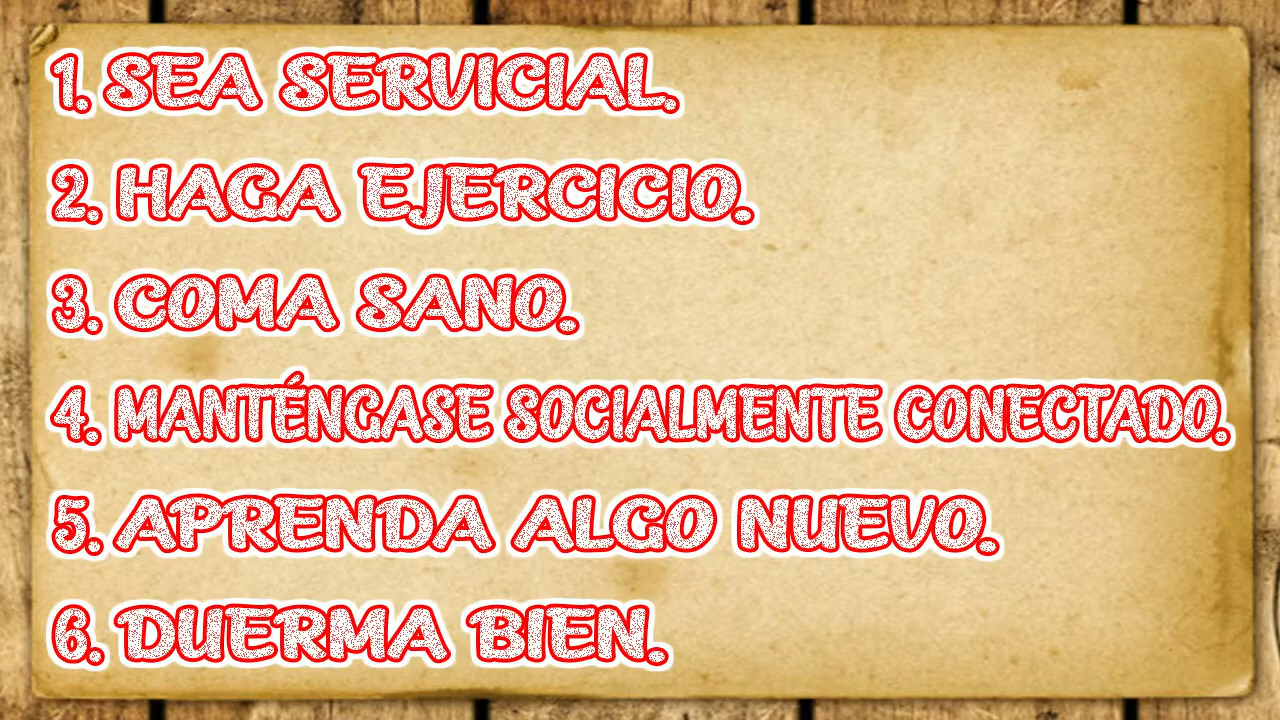 1. SEA SERVICIAL.
2. HAGA EJERCICIO.
3. COMA SANO.
4. MANTÉNGASE SOCIALMENTE CONECTADO.
5. APRENDA ALGO NUEVO.
6. DUERMA BIEN.